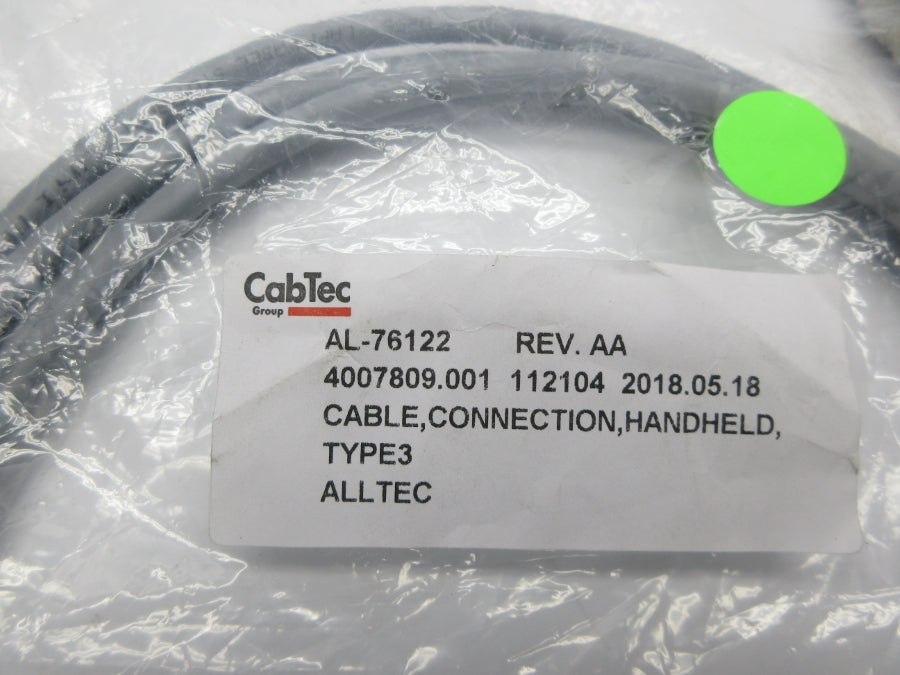 CabTec
Group
AL-76122 REV. AA
4007809.001 112104 2018.05.18
CABLE,CONNECTION,HANDHELD,
TYPE3
ALLTEC